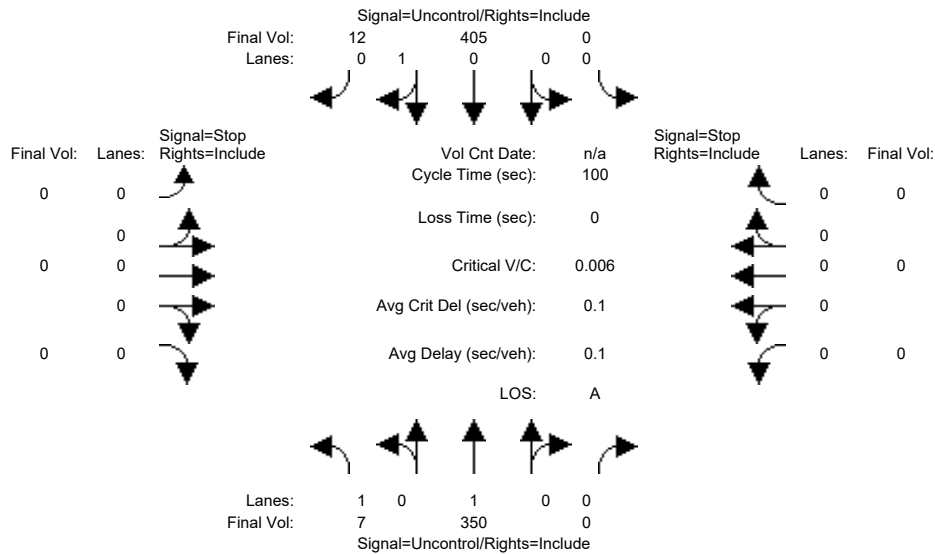 Signal=Uncontrol/Rights=Include
Final Vol: 12 405 0
Lanes: 0 1 0 0 0
Signal=Stop Signal=Stop
Final Vol: Lanes: Rights=Include Vol Cnt Date: n/a Rights=Include Lanes: Final Vol:
Cycle Time (sec): 100
0 0 0 0
Loss Time (sec): 0
0 0
0 0 Critical V/C: 0.006 0 0
0 Avg Crit Del (sec/veh): 0.1 0
0 0 Avg Delay (sec/veh): 0.1 0 0
LOS: A
Lanes: 1 0 1 0 0
Final Vol: 7 350 0
Signal=Uncontrol/Rights=Include